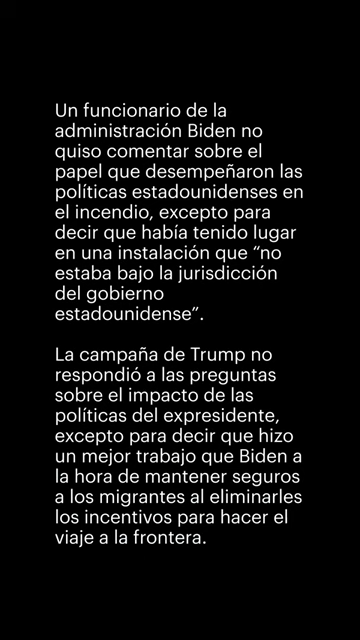 Un funcionario de la
administración Biden no
quiso comentar sobre el
papel que desempeñaron las
políticas estadounidenses en
el incendio, excepto para
decir que había tenido lugar
en una instalación que “no
estaba bajo la jurisdicción
del gobierno
estadounidense”.

La campaña de Trump no
respondió a las preguntas
sobre el impacto de las
políticas del expresidente,
excepto para decir que hizo
un mejor trabajo que Biden a
la hora de mantener seguros
a los migrantes al eliminarles
los incentivos para hacer el
viaje a la frontera.